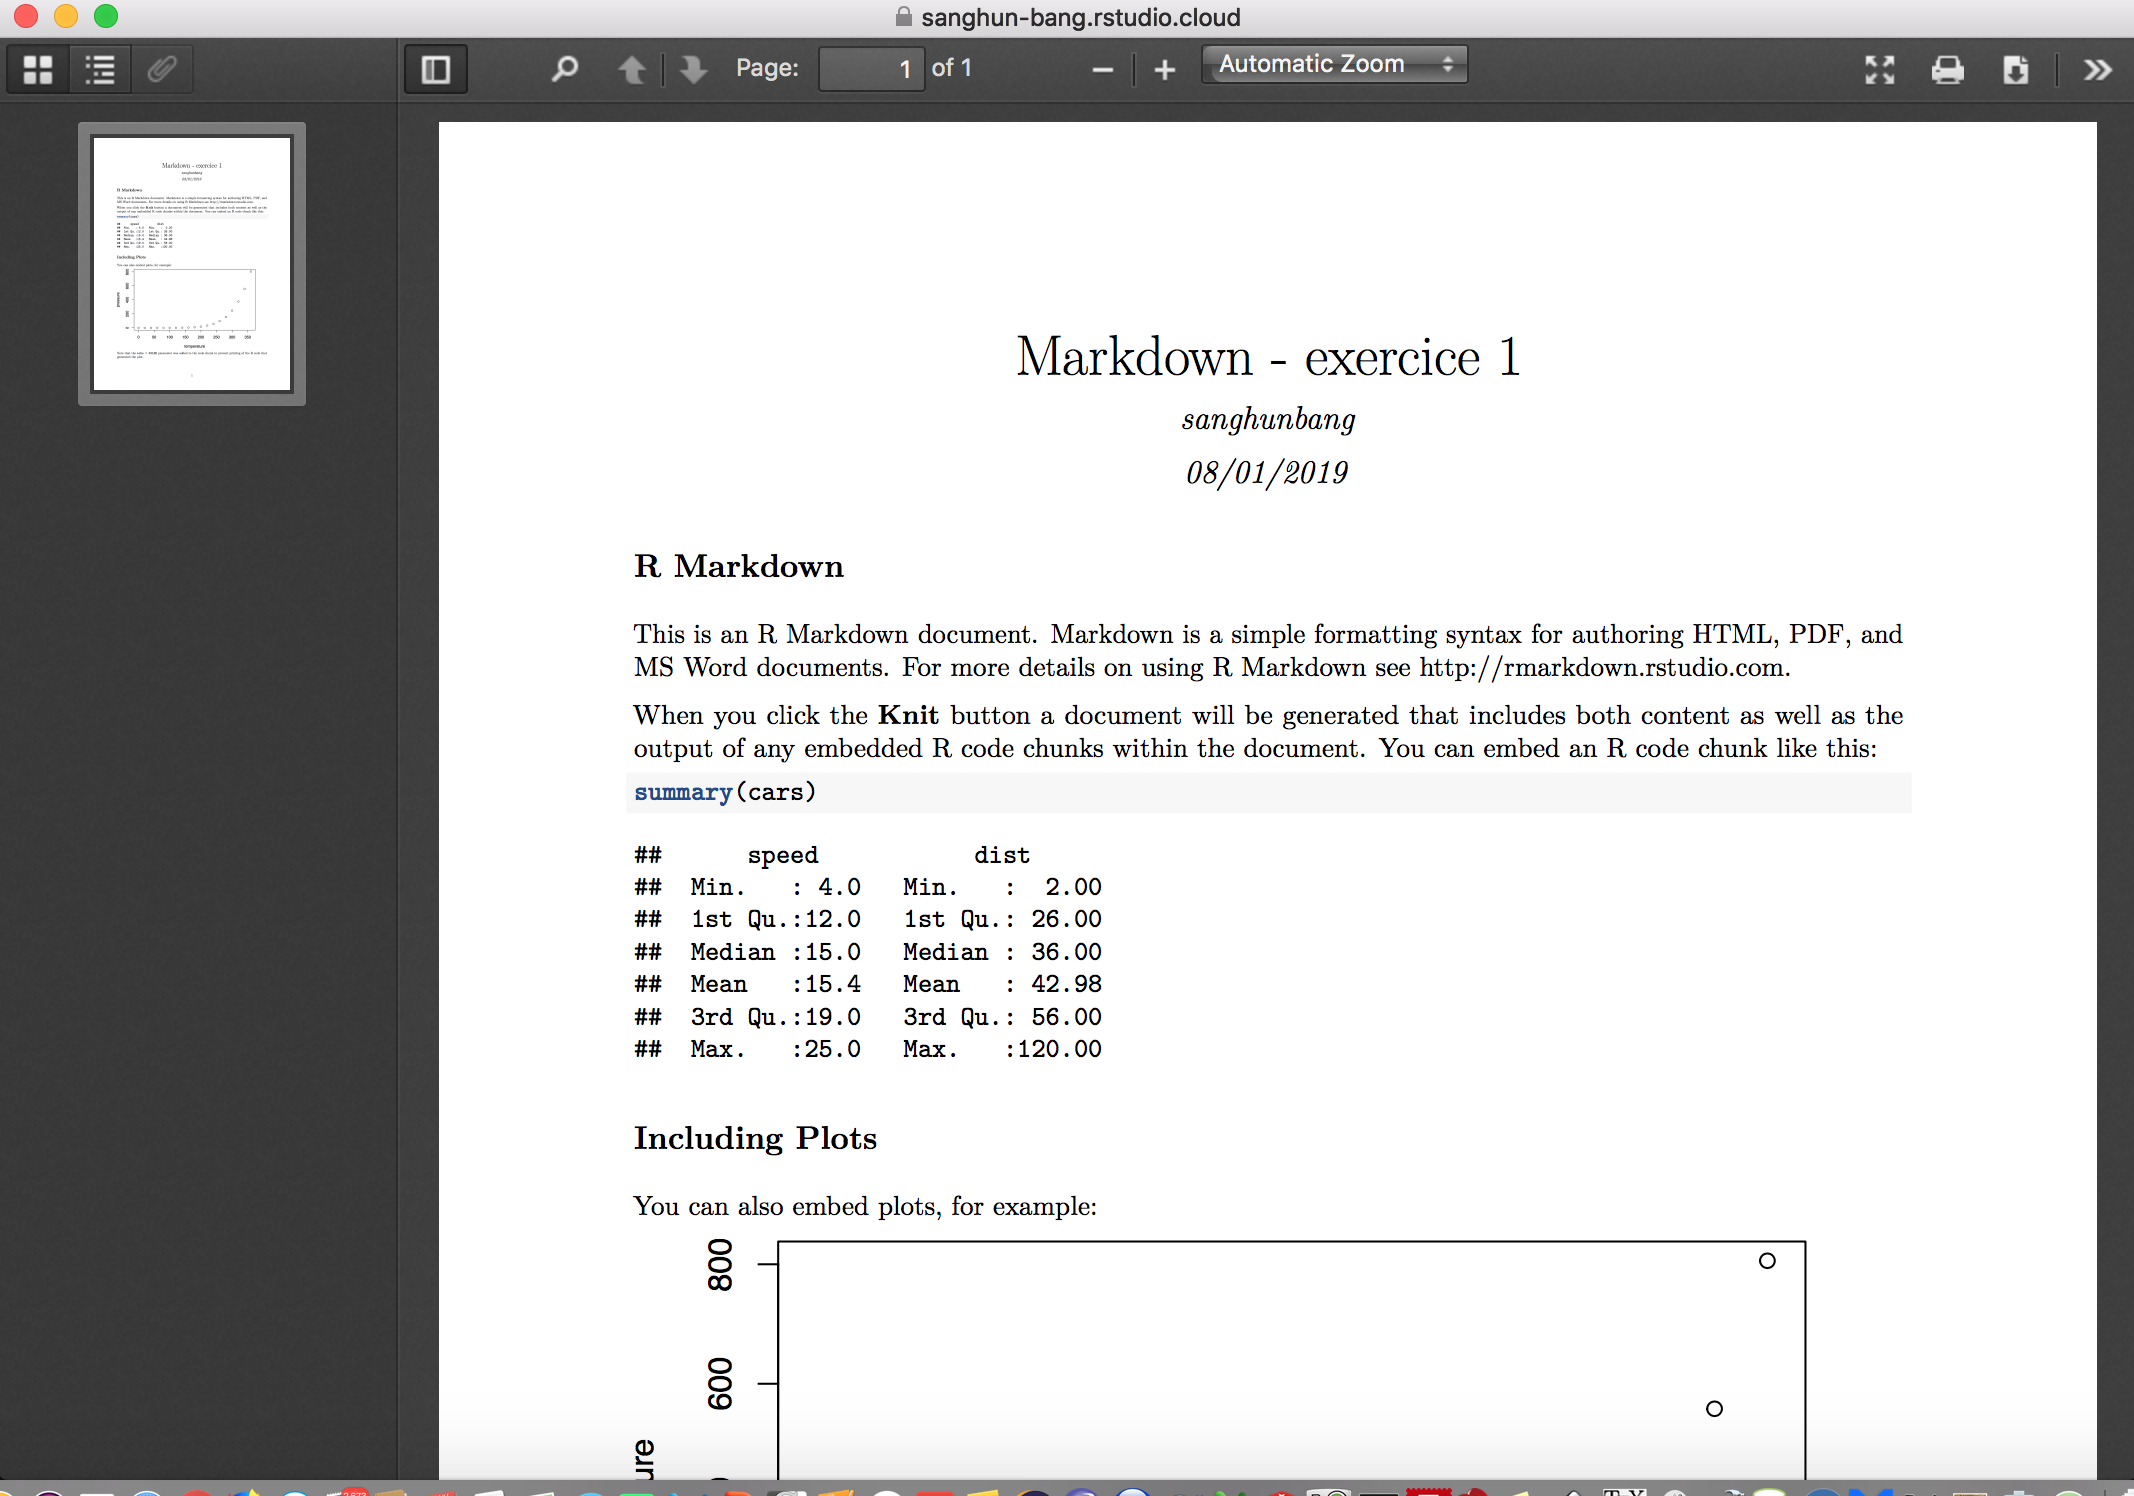 sanghun-bang.rstudio.cloud
Page: 1 of 1
Automatic Zoom
Markdown - exercice 1
sanghunbang
08/01/2019
R Markdown
This is an R Markdown document. Markdown is a simple formatting syntax for authoring HTML, PDF, and
MS Word documents. For more details on using R Markdown see http://rmarkdown.rstudio.com.
When you click the Knit button a document will be generated that includes both content as well as the
output of any embedded R code chunks within the document. You can embed an R code chunk like this:
summary(cars)
##      speed           dist
##  Min.   : 4.0   Min.   :  2.00
##  1st Qu.:12.0   1st Qu.: 26.00
##  Median :15.0   Median : 36.00
##  Mean   :15.4   Mean   : 42.98
##  3rd Qu.:19.0   3rd Qu.: 56.00
##  Max.   :25.0   Max.   :120.00
Including Plots
You can also embed plots, for example:
800
600